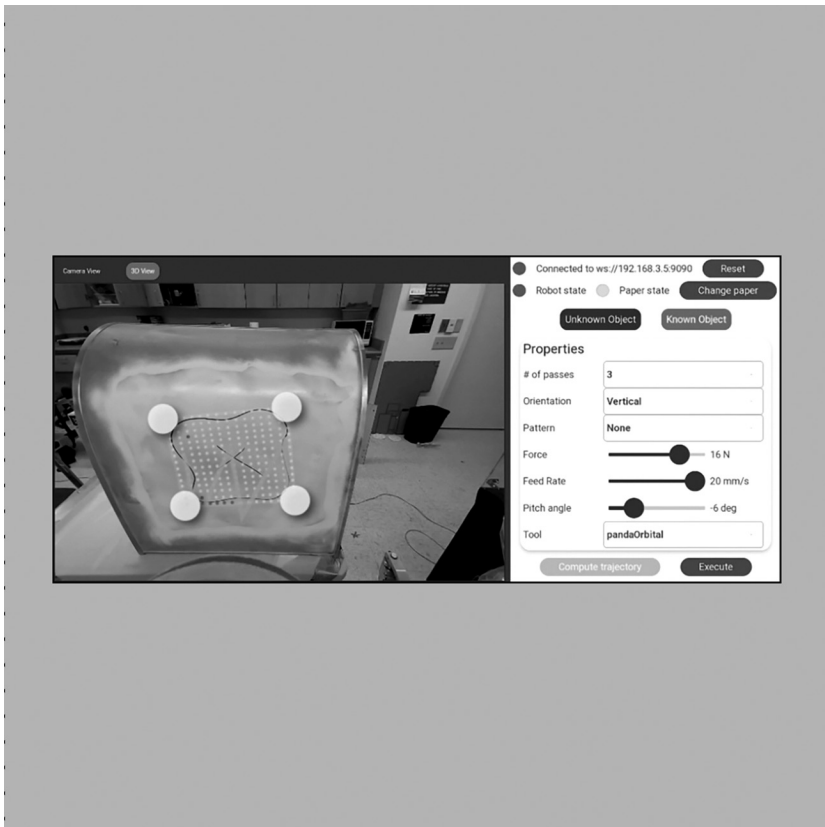 Camera View 3D View
Connected to ws://192.168.3.5:9090 Reset
Robot state Paper state Change paper
Unknown Object Known Object
Properties
# of passes 3
Orientation Vertical
Pattern None
Force 16 N
Feed Rate 20 mm/s
Pitch angle -6 deg
Tool pandaOrbital
Compute trajectory Execute